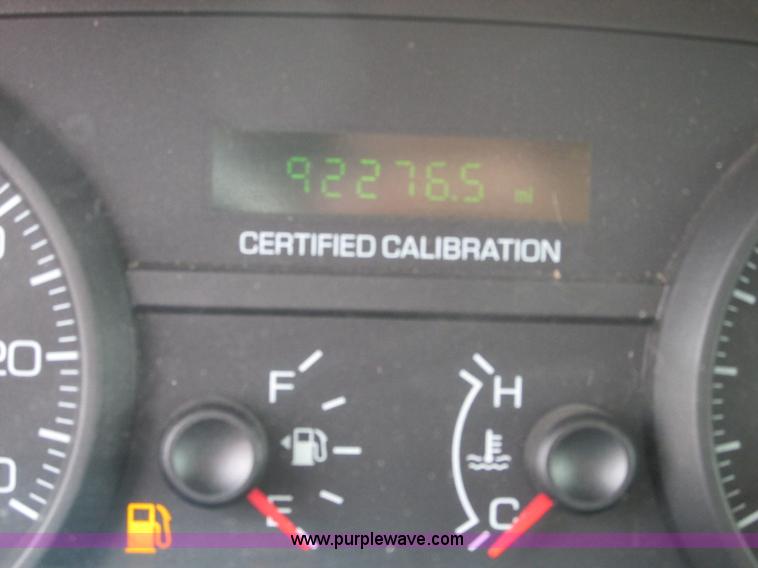 92276.5 mi
CERTIFIED CALIBRATION
20
F
H
E
C
www.purplewave.com